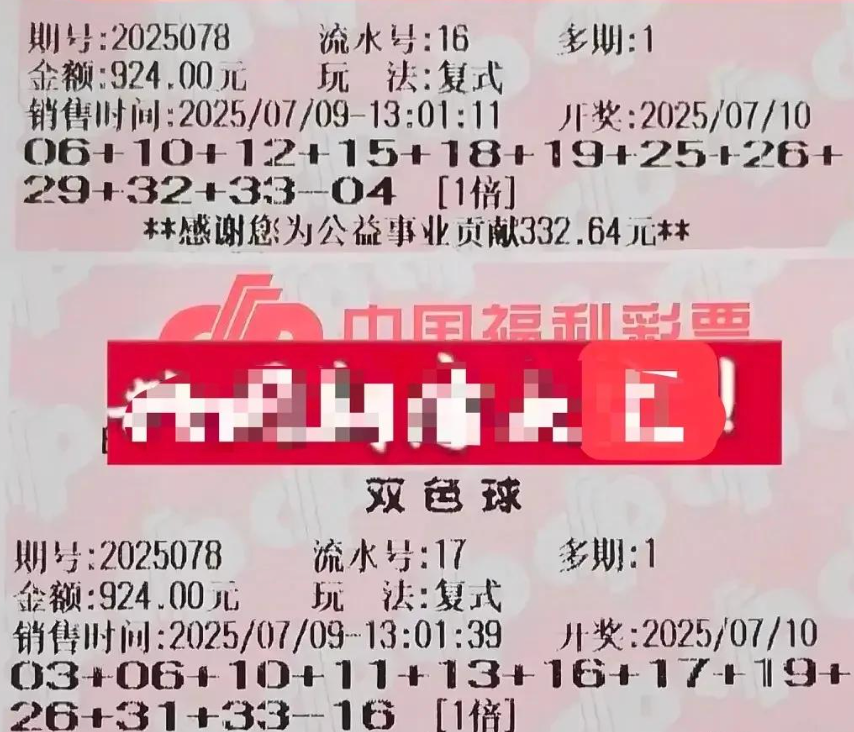 期号:2025078 流水号:16 多期:1
金额:924.00元 玩 法:复式
销售时间:2025/07/09-13:01:11 开奖:2025/07/10
06+10+12+15+18+19+25+26+
29+32+33-04 [1倍]
**感谢您为公益事业贡献332.64元**
中国福利彩票
双色球
期号:2025078 流水号:17 多期:1
金额:924.00元 玩 法:复式
销售时间:2025/07/09-13:01:39 开奖:2025/07/10
03+06+10+11+13+16+17+19+
26+31+33-16 [1倍]